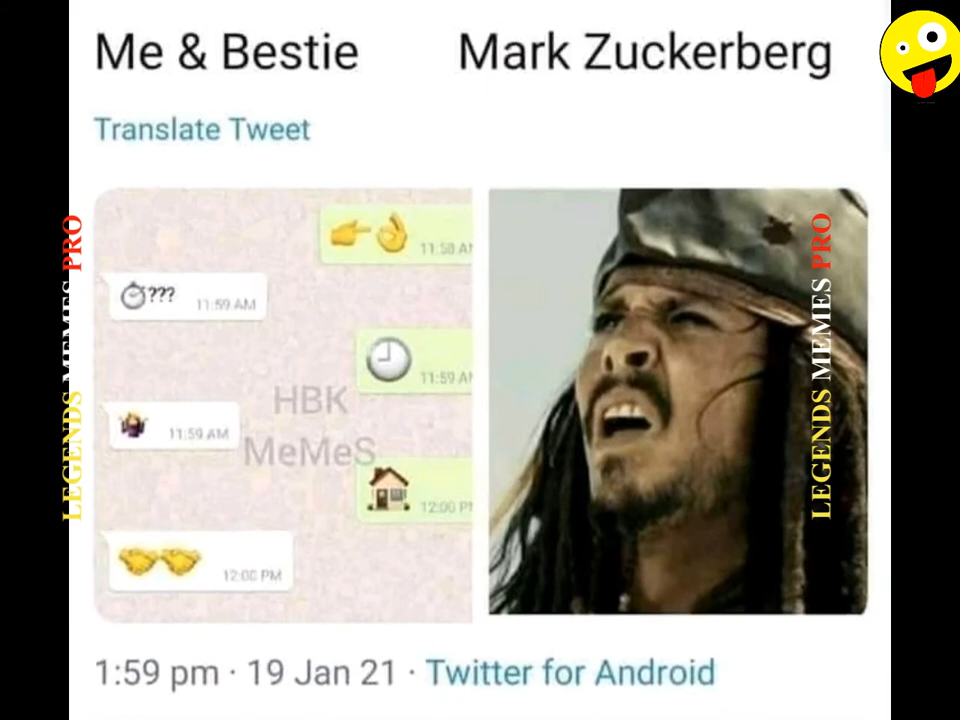 Me & Bestie Mark Zuckerberg
Translate Tweet
11:58 AM
??? 11:59 AM
11:59 AM
11:59 AM
HBK
MeMeS
12:00 PM
12:00 PM
LEGENDS MEMES PRO
LEGENDS MEMES PRO
1:59 pm · 19 Jan 21 · Twitter for Android